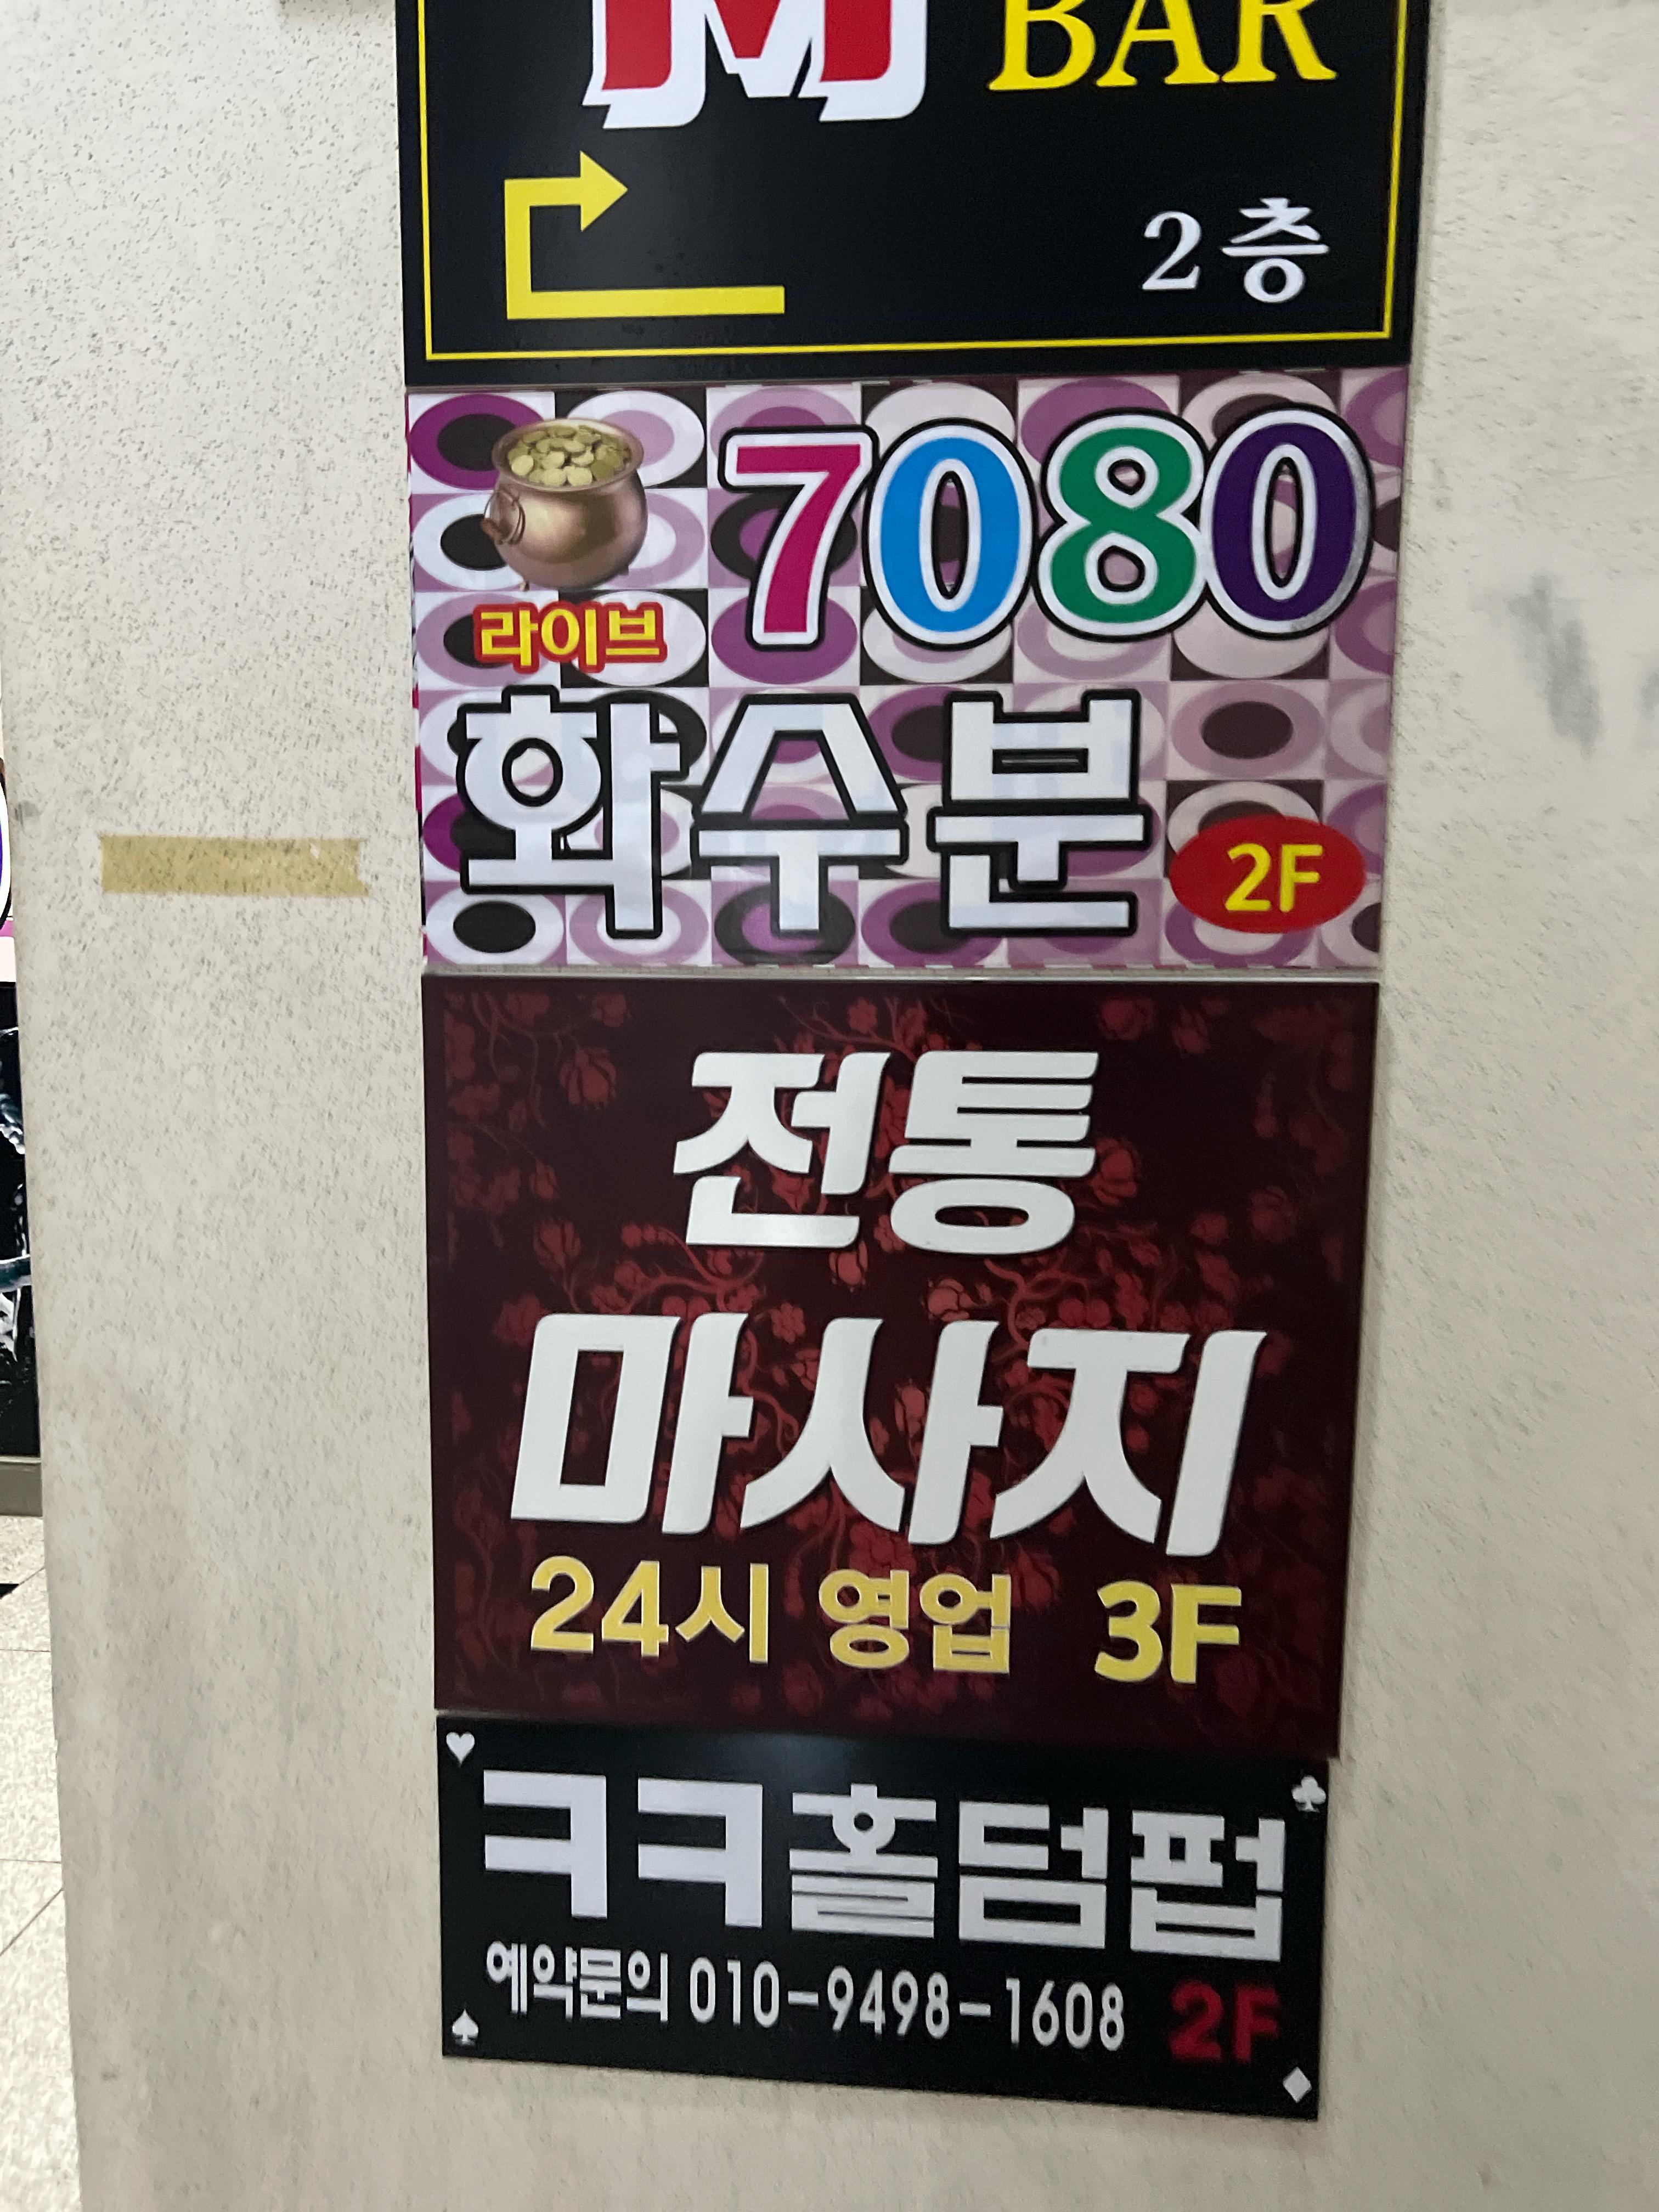 M BAR
2층
7080
라이브
화수분
2F
전통
마사지
24시 영업 3F
ㅋㅋ홀덤펍
예약문의 010-9498-1608 2F